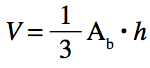 V = 1/3 A_b • h